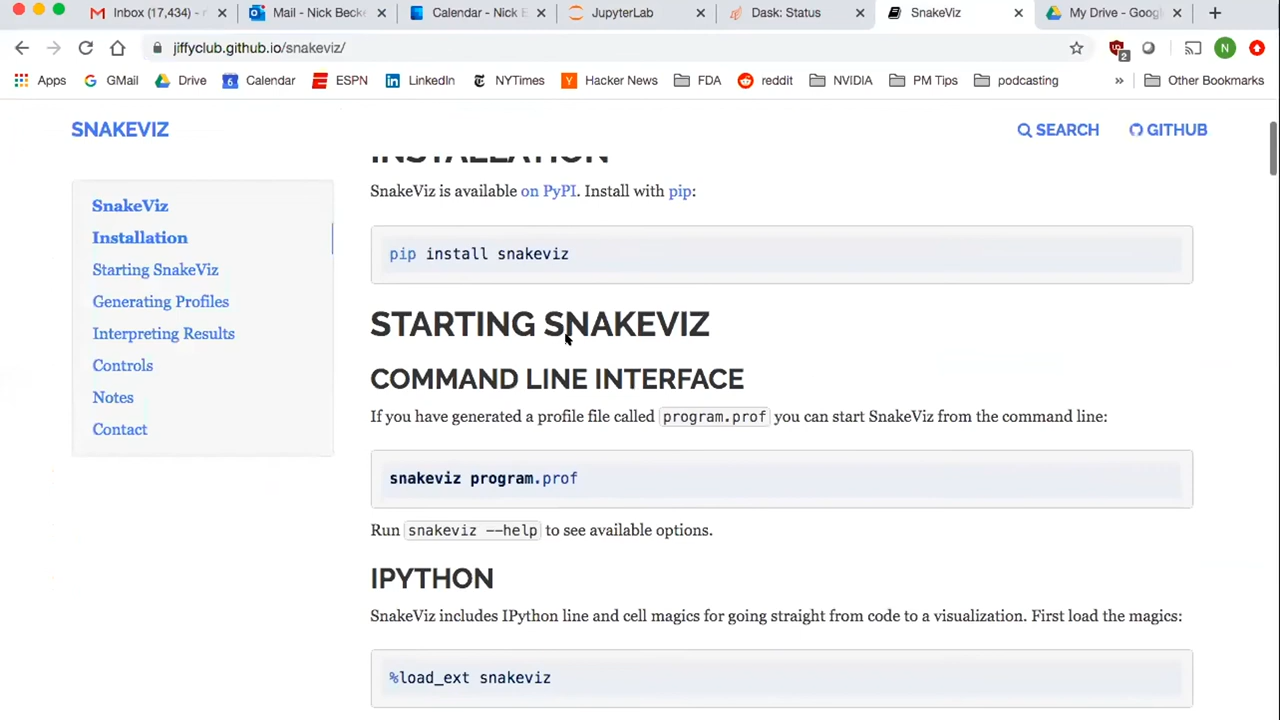 Inbox (17,434) - n
Mail - Nick Beck
Calendar - Nick E
JupyterLab
Dask: Status
SnakeViz
My Drive - Goog
jiffyclub.github.io/snakeviz/
2
N
Apps
GMail
Drive
6
Calendar
ESPN
LinkedIn
NYTimes
Hacker News
FDA
reddit
NVIDIA
PM Tips
podcasting
»
Other Bookmarks
SNAKEVIZ
SEARCH
GITHUB
INSTALLATION
SnakeViz
Installation
Starting SnakeViz
Generating Profiles
Interpreting Results
Controls
Notes
Contact
SnakeViz is available on PyPI. Install with pip:
pip install snakeviz
STARTING SNAKEVIZ
COMMAND LINE INTERFACE
If you have generated a profile file called program.prof you can start SnakeViz from the command line:
snakeviz program.prof
Run snakeviz --help to see available options.
IPYTHON
SnakeViz includes IPython line and cell magics for going straight from code to a visualization. First load the magics:
%load_ext snakeviz